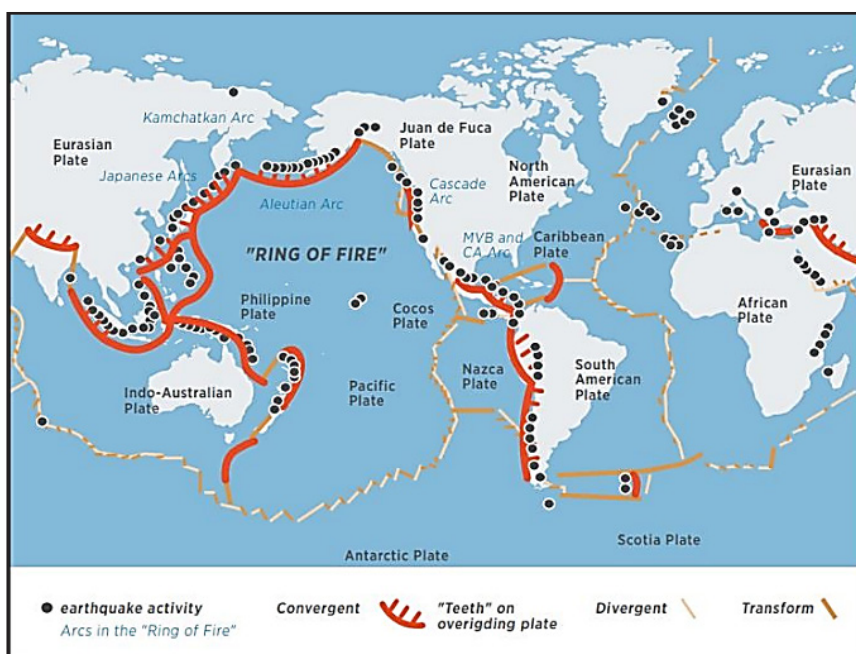 Kamchatkan Arc
Eurasian
Plate
Juan de Fuca
Plate
North
American
Plate
Eurasian
Plate
Japanese Arcs
Aleutian Arc
Cascade
Arc
"RING OF FIRE"
MVB and
CA Arc
Caribbean
Plate
Philippine
Plate
Cocos
Plate
African
Plate
Indo-Australian
Plate
Pacific
Plate
Nazca
Plate
South
American
Plate
Antarctic Plate
Scotia Plate
earthquake activity
Arcs in the "Ring of Fire"
Convergent
"Teeth" on
overigding plate
Divergent
Transform